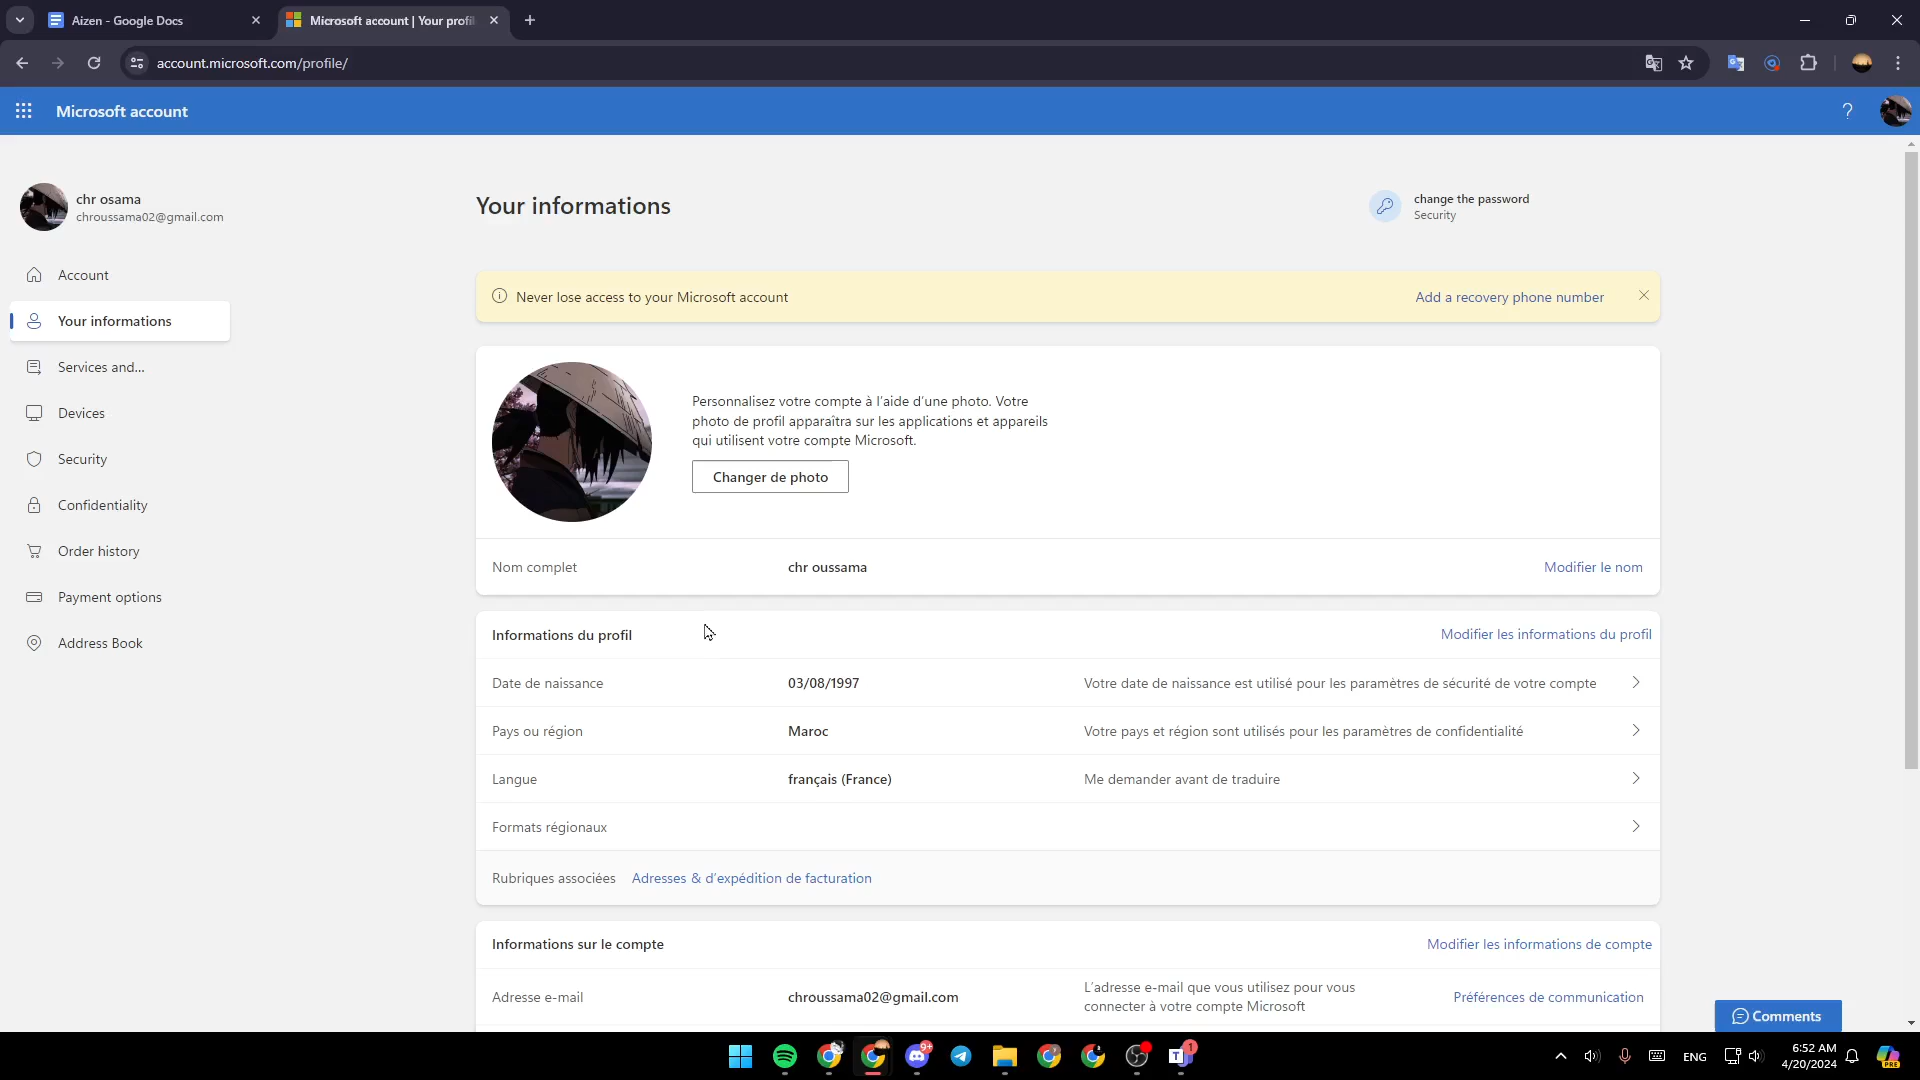 Aizen - Google Docs
Microsoft account | Your profil
account.microsoft.com/profile/
Microsoft account
?
chr osama
chroussama02@gmail.com
Your informations
change the password
Security
Account
Your informations
Services and...
Devices
Security
Confidentiality
Order history
Payment options
Address Book
Never lose access to your Microsoft account
Add a recovery phone number
Personnalisez votre compte à l'aide d'une photo. Votre
photo de profil apparaîtra sur les applications et appareils
qui utilisent votre compte Microsoft.
Changer de photo
Nom complet
chr oussama
Modifier le nom
Informations du profil
Modifier les informations du profil
Date de naissance
03/08/1997
Votre date de naissance est utilisé pour les paramètres de sécurité de votre compte
Pays ou région
Maroc
Votre pays et région sont utilisés pour les paramètres de confidentialité
Langue
français (France)
Me demander avant de traduire
Formats régionaux
Rubriques associées
Adresses & d'expédition de facturation
Informations sur le compte
Modifier les informations de compte
Adresse e-mail
chroussama02@gmail.com
L'adresse e-mail que vous utilisez pour vous
connecter à votre compte Microsoft
Préférences de communication
Comments
9+
1
ENG
6:52 AM
4/20/2024
PRE